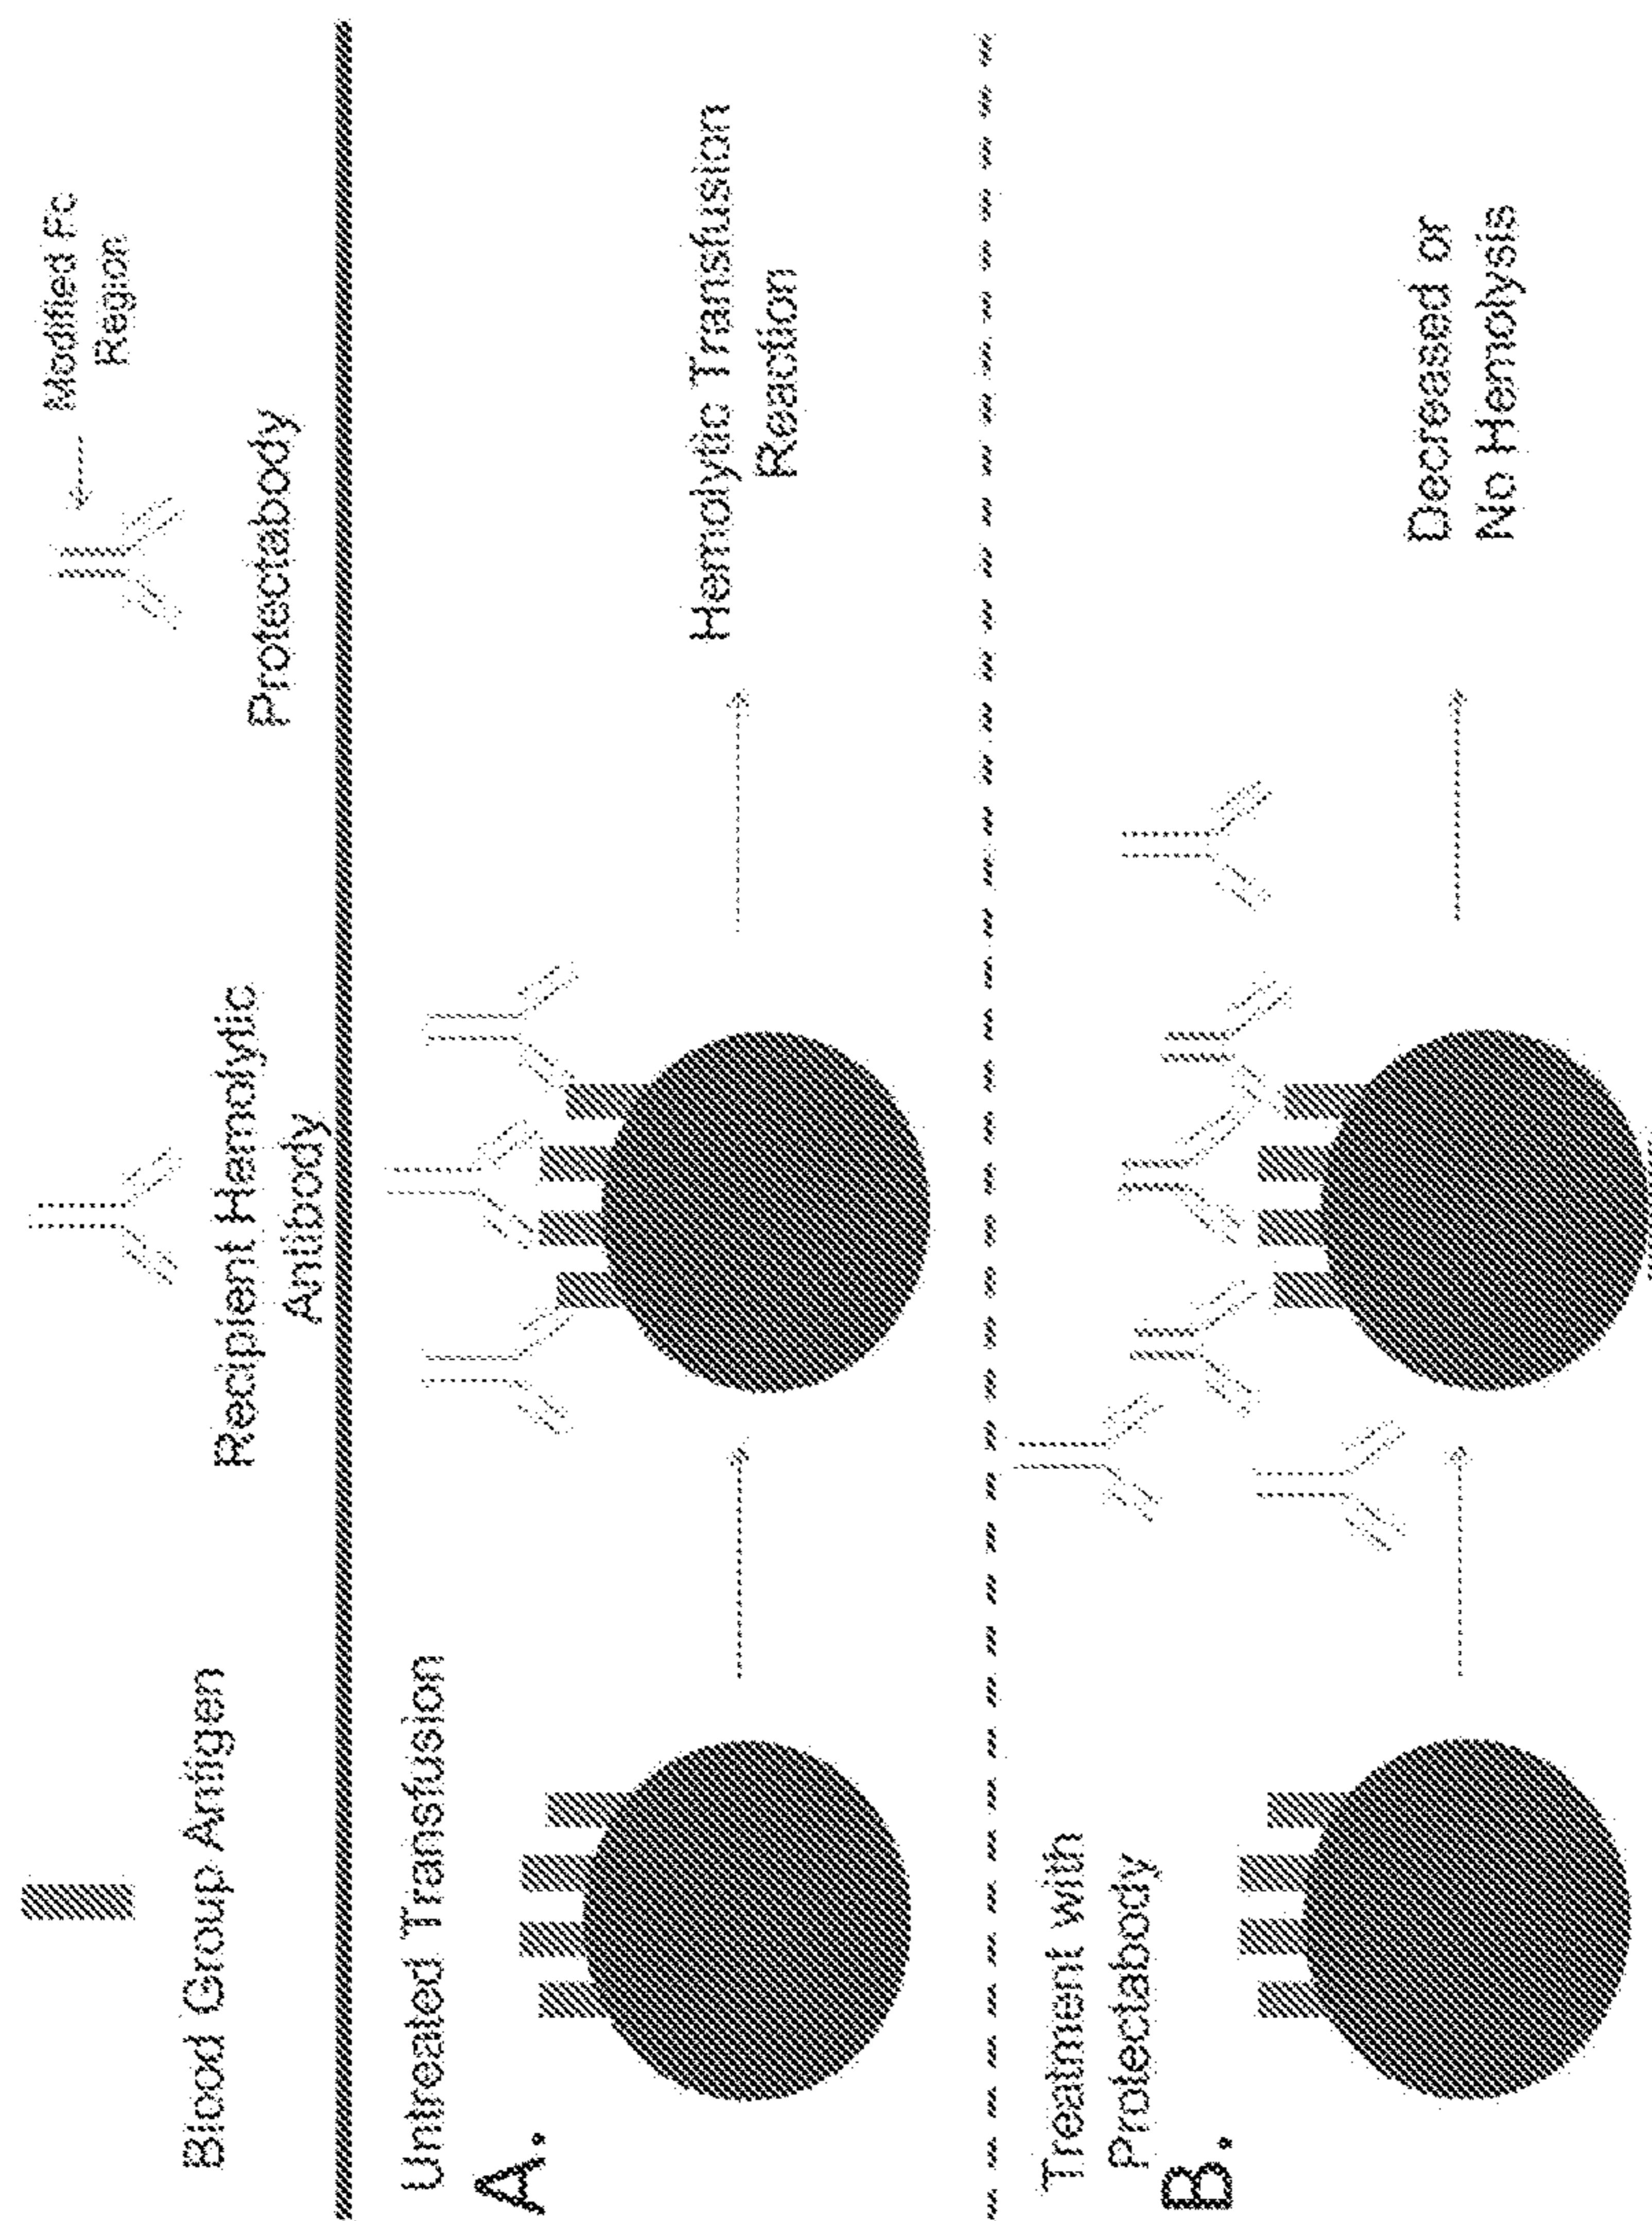 Blood Group Antigen
Recipient Hemolytic
Antibody
Modified Fc
Region
Protectabody
Untreated Transfusion
A.
Hemolytic Transfusion
Reaction
Treatment with
Protectabody
B.
Decreased or
No Hemolysis